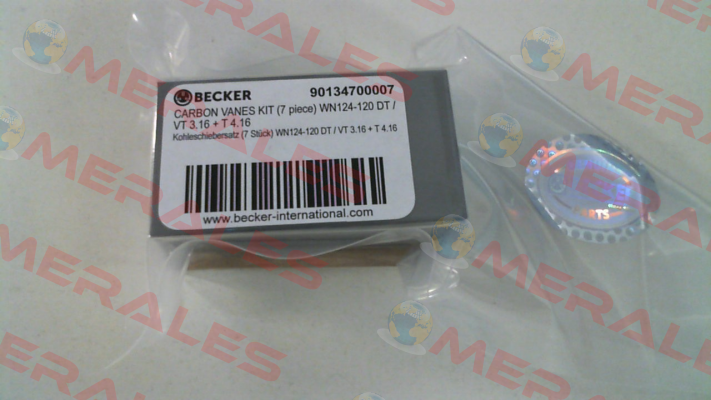 BECKER 90134700007
CARBON VANES KIT (7 piece) WN124-120 DT /
VT 3.16 + T 4.16
Kohleschiebersatz (7 Stück) WN124-120 DT / VT 3.16 + T 4.16
www.becker-international.com
RTS
MERALES
MERALES
MERALES
MERALES
MERALES
MERALES